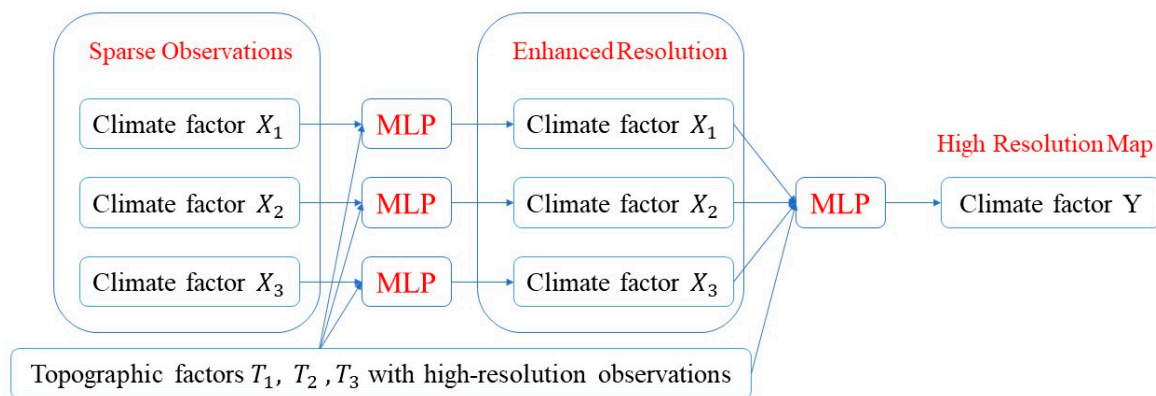 Sparse Observations
Enhanced Resolution
Climate factor X₁
MLP
Climate factor X₁
High Resolution Map
Climate factor X₂
MLP
Climate factor X₂
MLP
Climate factor Y
Climate factor X₃
MLP
Climate factor X₃
Topographic factors T₁, T₂ ,T₃ with high-resolution observations